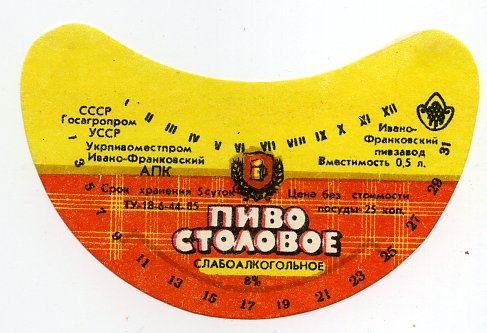 СССР
Госагропром
УССР
Укрпивоместпром
Ивано-Франковский
АПК
I II III IV V VI VII VIII IX X XI XII
Ивано-
Франковский
пивзавод
Вместимость 0,5 л.
Срок хранения 5 суток
ТУ-18-6-44-85
Цена без стоимости
посуды 25 коп.
ПИВО
СТОЛОВОЕ
СЛАБОАЛКОГОЛЬНОЕ
8%
1 3 5 7 9 11 13 15 17 19 21 23 25 27 29 31